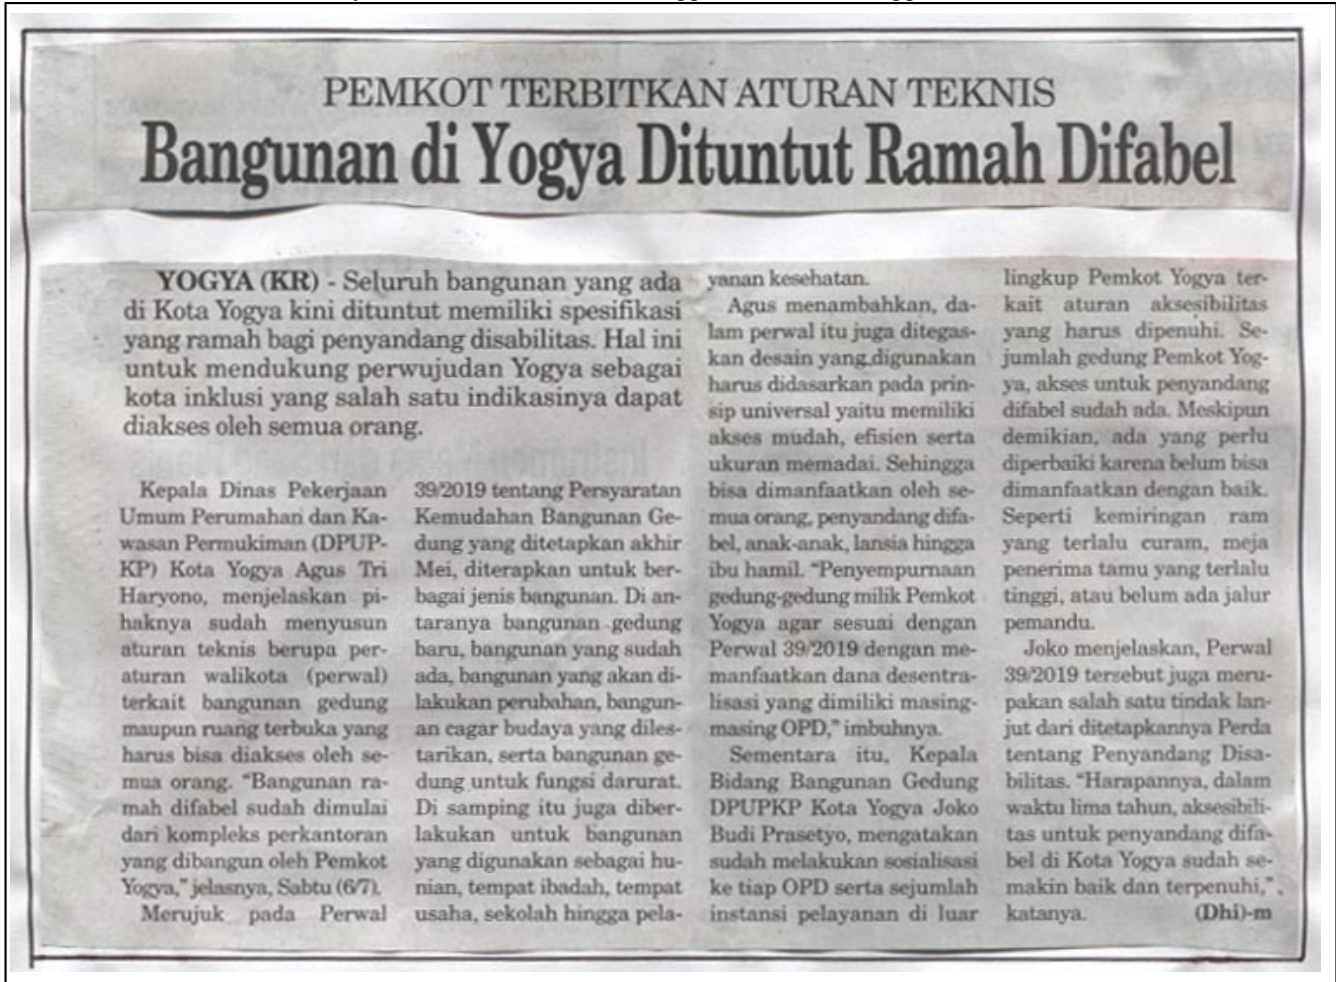 PEMKOT TERBITKAN ATURAN TEKNIS
Bangunan di Yogya Dituntut Ramah Difabel
YOGYA (KR) - Seluruh bangunan yang ada
di Kota Yogya kini dituntut memiliki spesifikasi
yang ramah bagi penyandang disabilitas. Hal ini
untuk mendukung perwujudan Yogya sebagai
kota inklusi yang salah satu indikasinya dapat
diakses oleh semua orang.
Kepala Dinas Pekerjaan
Umum Perumahan dan Ka-
wasan Permukiman (DPUP-
KP) Kota Yogya Agus Tri
Haryono, menjelaskan pi-
haknya sudah menyusun
aturan teknis berupa per-
aturan walikota (perwal)
terkait bangunan gedung
maupun ruang terbuka yang
harus bisa diakses oleh se-
mua orang. “Bangunan ra-
mah difabel sudah dimulai
dari kompleks perkantoran
yang dibangun oleh Pemkot
Yogya,” jelasnya, Sabtu (6/7).
Merujuk pada Perwal
39/2019 tentang Persyaratan
Kemudahan Bangunan Ge-
dung yang ditetapkan akhir
Mei, diterapkan untuk ber-
bagai jenis bangunan. Di an-
taranya bangunan gedung
baru, bangunan yang sudah
ada, bangunan yang akan di-
lakukan perubahan, bangun-
an cagar budaya yang diles-
tarikan, serta bangunan ge-
dung untuk fungsi darurat.
Di samping itu juga diber-
lakukan untuk bangunan
yang digunakan sebagai hu-
nian, tempat ibadah, tempat
usaha, sekolah hingga pela-
yanan kesehatan.
Agus menambahkan, da-
lam perwal itu juga ditegas-
kan desain yang digunakan
harus didasarkan pada prin-
sip universal yaitu memiliki
akses mudah, efisien serta
ukuran memadai. Sehingga
bisa dimanfaatkan oleh se-
mua orang, penyandang difa-
bel, anak-anak, lansia hingga
ibu hamil. “Penyempurnaan
gedung-gedung milik Pemkot
Yogya agar sesuai dengan
Perwal 39/2019 dengan me-
manfaatkan dana desentra-
lisasi yang dimiliki masing-
masing OPD,” imbuhnya.
Sementara itu, Kepala
Bidang Bangunan Gedung
DPUPKP Kota Yogya Joko
Budi Prasetyo, mengatakan
sudah melakukan sosialisasi
ke tiap OPD serta sejumlah
instansi pelayanan di luar
lingkup Pemkot Yogya ter-
kait aturan aksesibilitas
yang harus dipenuhi. Se-
jumlah gedung Pemkot Yog-
ya, akses untuk penyandang
difabel sudah ada. Meskipun
demikian, ada yang perlu
diperbaiki karena belum bisa
dimanfaatkan dengan baik.
Seperti kemiringan ram
yang terlalu curam, meja
penerima tamu yang terlalu
tinggi, atau belum ada jalur
pemandu.
Joko menjelaskan, Perwal
39/2019 tersebut juga meru-
pakan salah satu tindak lan-
jut dari ditetapkannya Perda
tentang Penyandang Disa-
bilitas. “Harapannya, dalam
waktu lima tahun, aksesibili-
tas untuk penyandang difa-
bel di Kota Yogya sudah se-
makin baik dan terpenuhi,”
katanya. (Dhi)-m